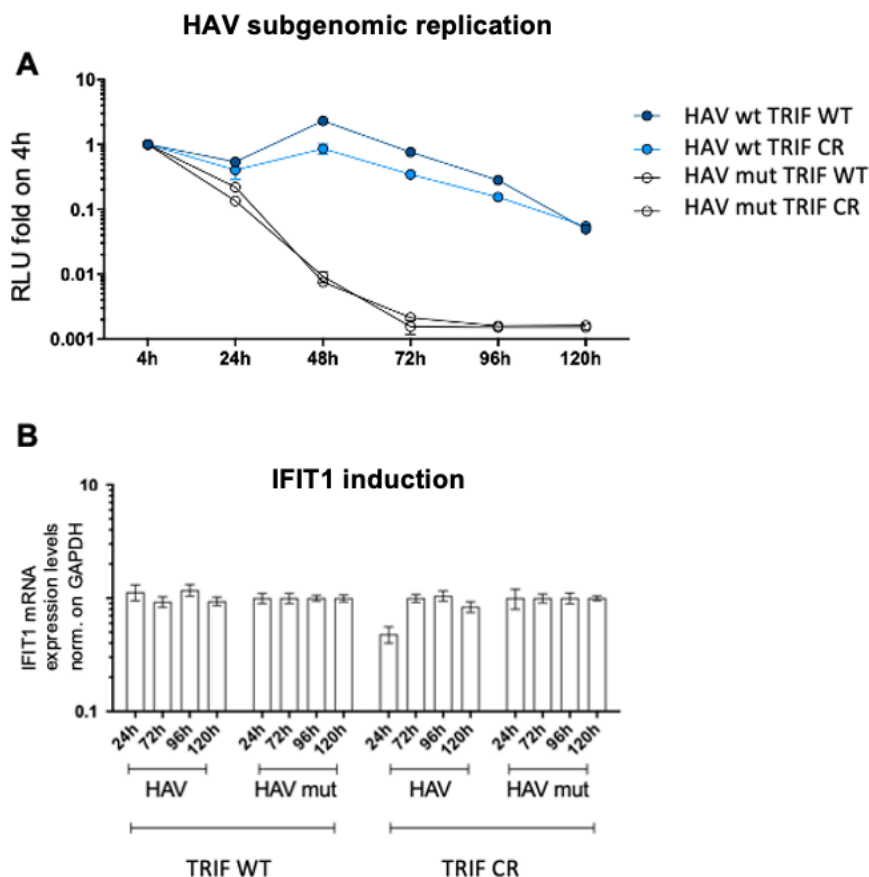 HAV subgenomic replication
A
RLU fold on 4h
10
1
0.1
0.01
0.001
4h 24h 48h 72h 96h 120h
HAV wt TRIF WT
HAV wt TRIF CR
HAV mut TRIF WT
HAV mut TRIF CR
B
IFIT1 induction
IFIT1 mRNA
expression levels
norm. on GAPDH
10
0.1
24h 72h 96h 120h 24h 72h 96h 120h 24h 72h 96h 120h 24h 72h 96h 120h
HAV HAV mut HAV HAV mut
TRIF WT TRIF CR